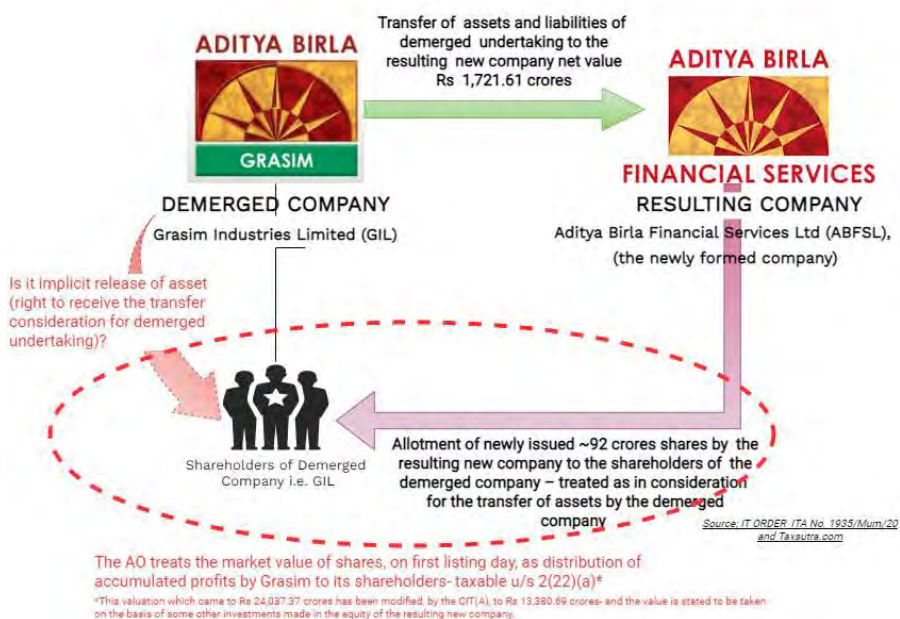 Transfer of assets and liabilities of
demerged undertaking to the
resulting new company net value
Rs 1,721.61 crores
ADITYA BIRLA
GRASIM
ADITYA BIRLA
FINANCIAL SERVICES
DEMERGED COMPANY
Grasim Industries Limited (GIL)
RESULTING COMPANY
Aditya Birla Financial Services Ltd (ABFSL),
(the newly formed company)
Is it implicit release of asset
(right to receive the transfer
consideration for demerged
undertaking)?
Shareholders of Demerged
Company i.e. GIL
Allotment of newly issued ~92 crores shares by the
resulting new company to the shareholders of the
demerged company – treated as in consideration
for the transfer of assets by the demerged
company
Source: IT ORDER ITA No. 1935/Mum/20
and Taxsutra.com
The AO treats the market value of shares, on first listing day, as distribution of
accumulated profits by Grasim to its shareholders- taxable u/s 2(22)(a)*
*This valuation which came to Rs 24,037.37 crores has been modified, by the CIT(A), to Rs 13,380.69 crores- and the value is stated to be taken
on the basis of some other investments made in the equity of the resulting new company.